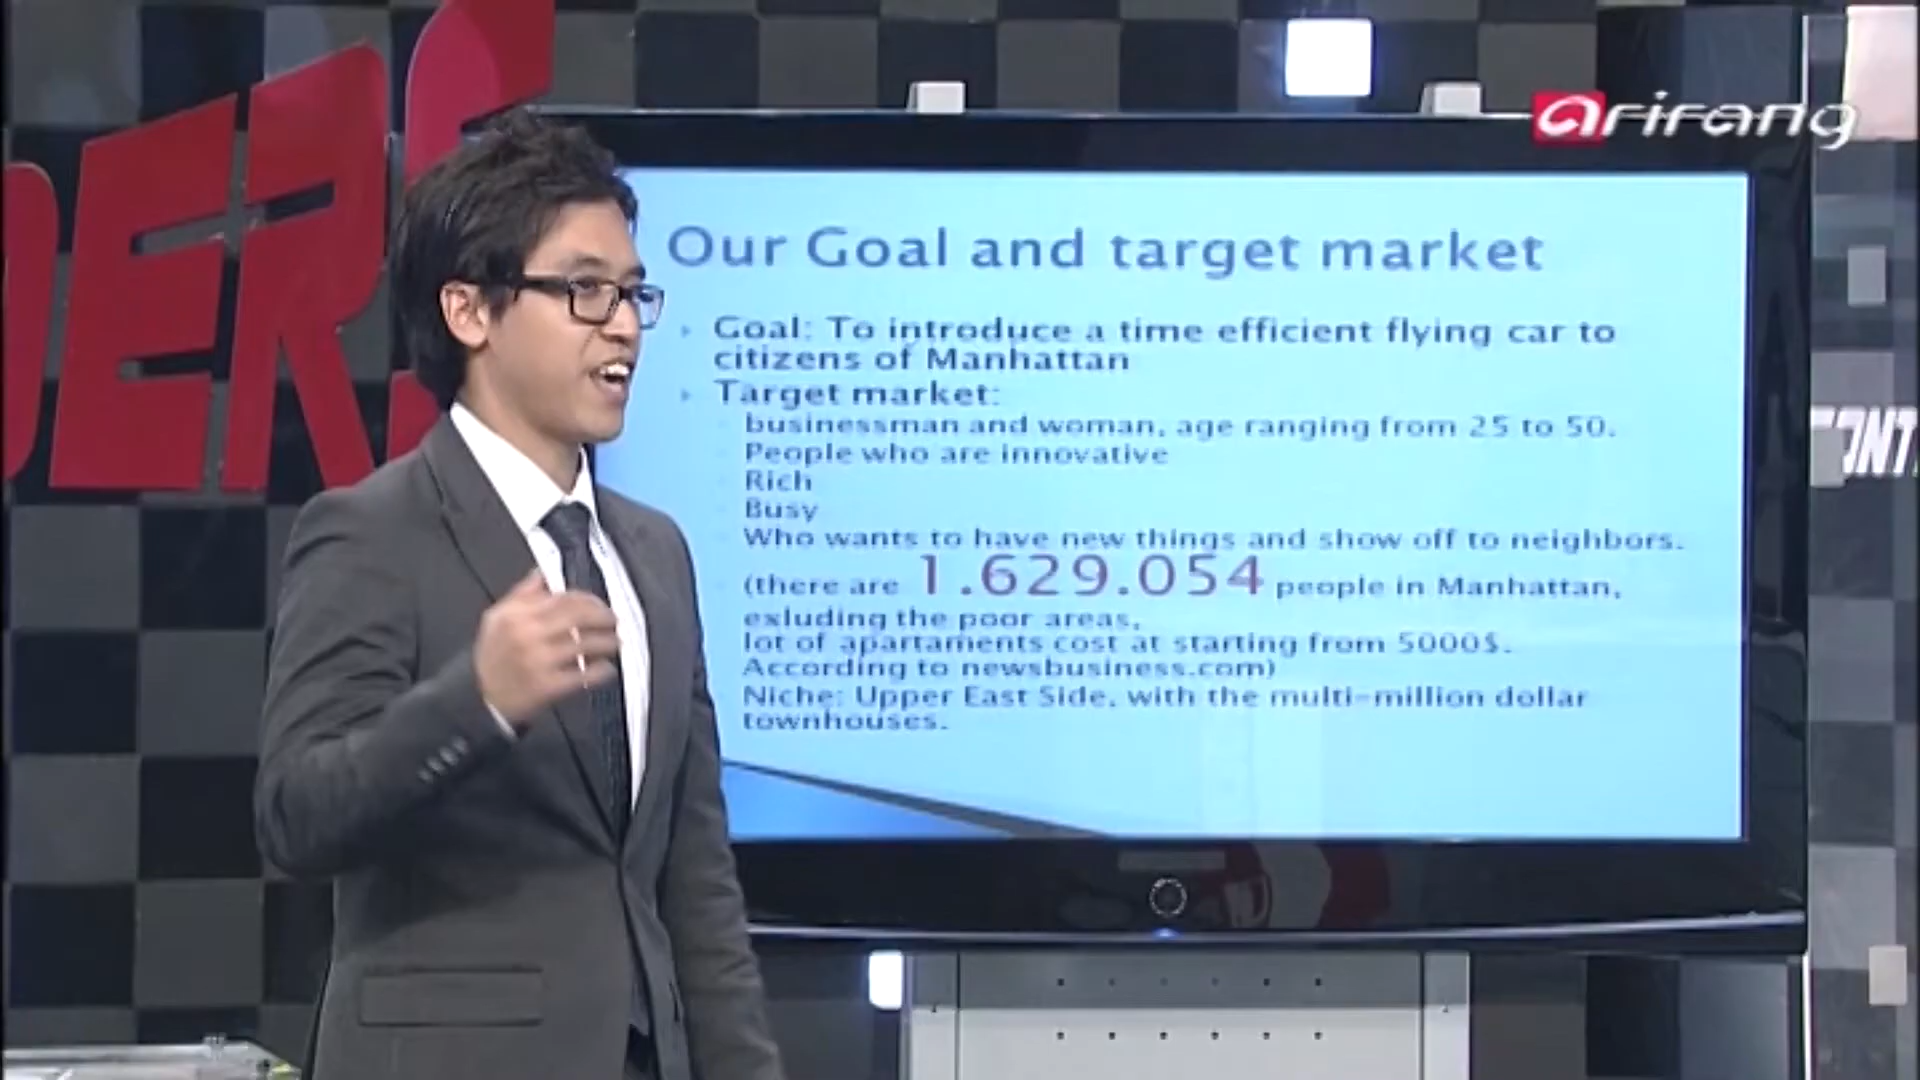 DERS
arirang
Our Goal and target market
Goal: To introduce a time efficient flying car to
citizens of Manhattan
Target market:
businessman and woman, age ranging from 25 to 50.
People who are innovative
Rich
Busy
Who wants to have new things and show off to neighbors.
(there are 1.629.054 people in Manhattan,
exluding the poor areas,
lot of apartaments cost at starting from 5000$.
According to newsbusiness.com)
Niche: Upper East Side, with the multi-million dollar
townhouses.
CONT